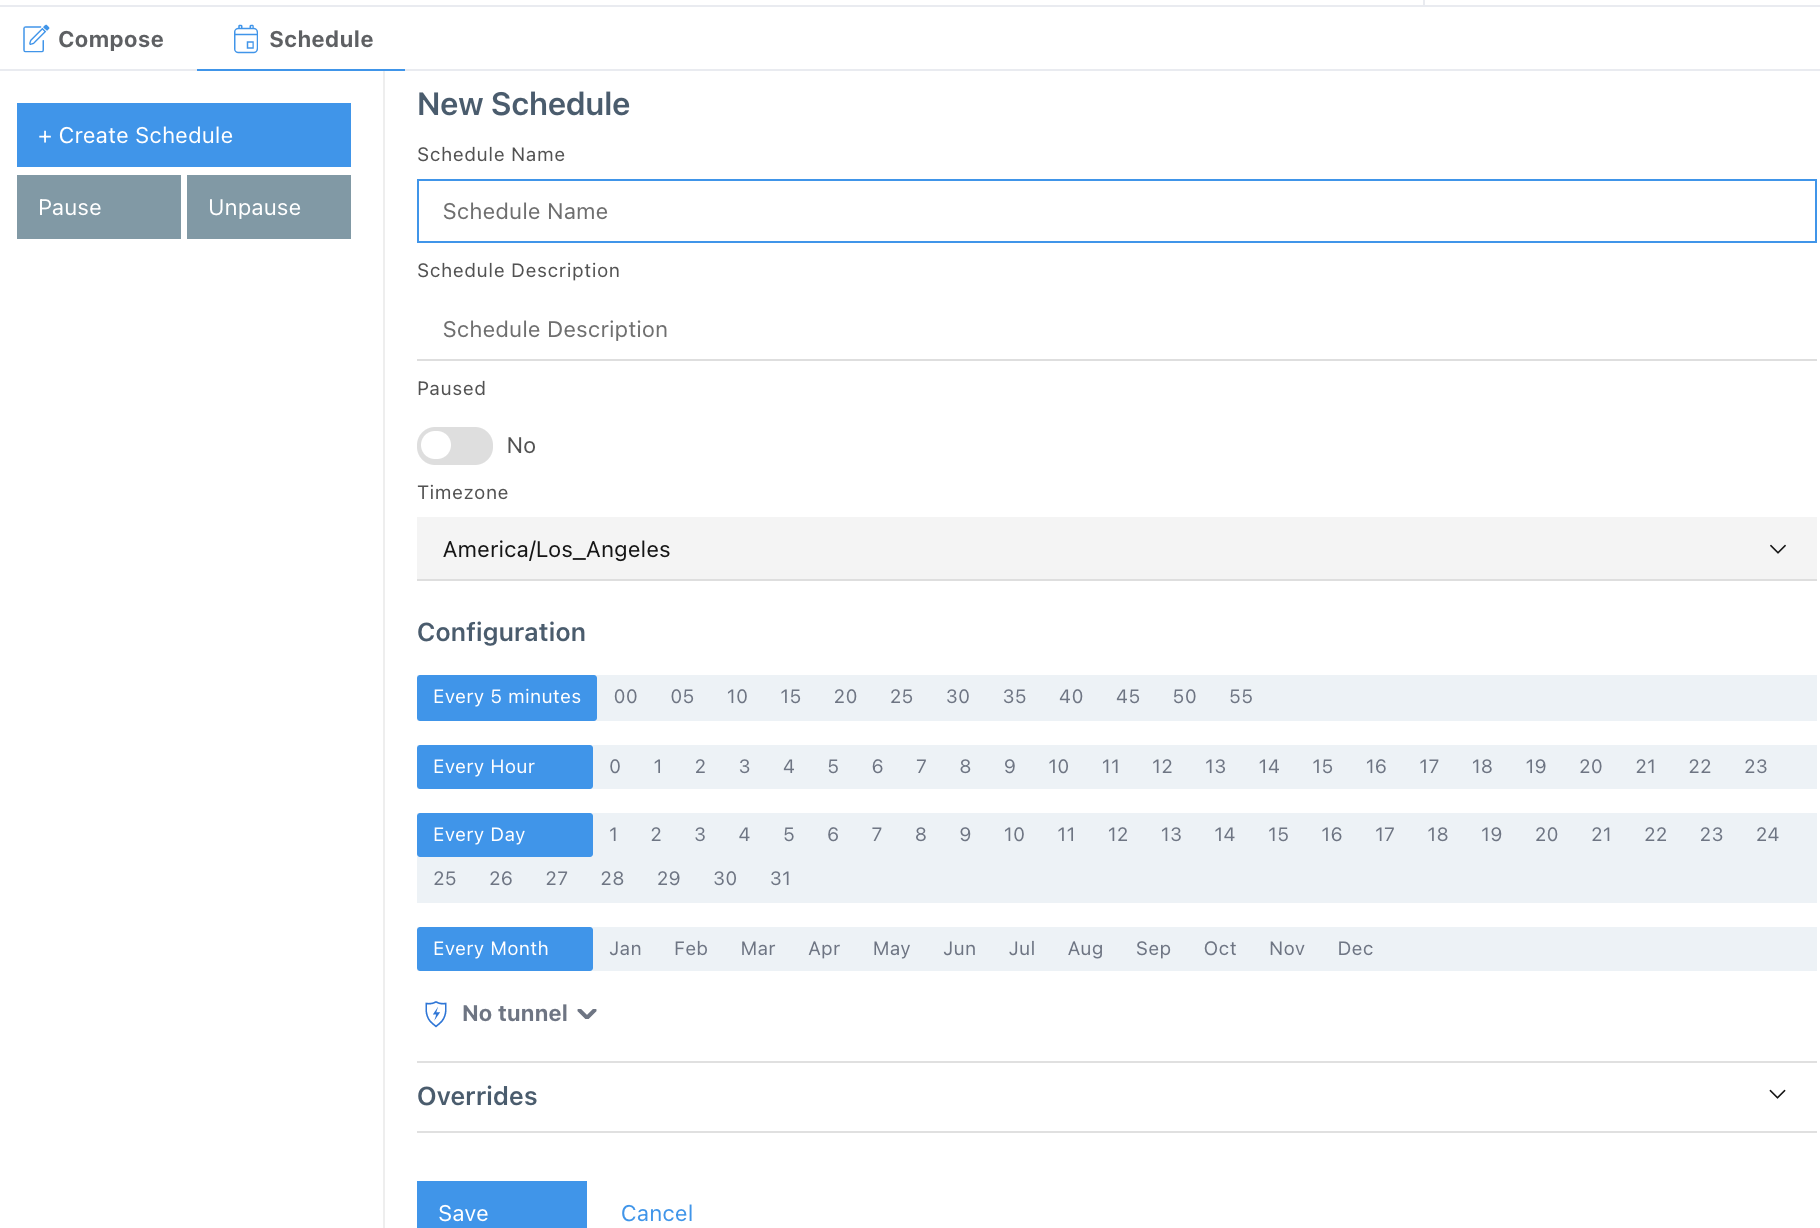 Compose Schedule
+ Create Schedule
Pause Unpause
New Schedule
Schedule Name
Schedule Name
Schedule Description
Schedule Description
Paused
No
Timezone
America/Los_Angeles
Configuration
Every 5 minutes 00 05 10 15 20 25 30 35 40 45 50 55
Every Hour 0 1 2 3 4 5 6 7 8 9 10 11 12 13 14 15 16 17 18 19 20 21 22 23
Every Day 1 2 3 4 5 6 7 8 9 10 11 12 13 14 15 16 17 18 19 20 21 22 23 24
25 26 27 28 29 30 31
Every Month Jan Feb Mar Apr May Jun Jul Aug Sep Oct Nov Dec
No tunnel
Overrides
Save Cancel